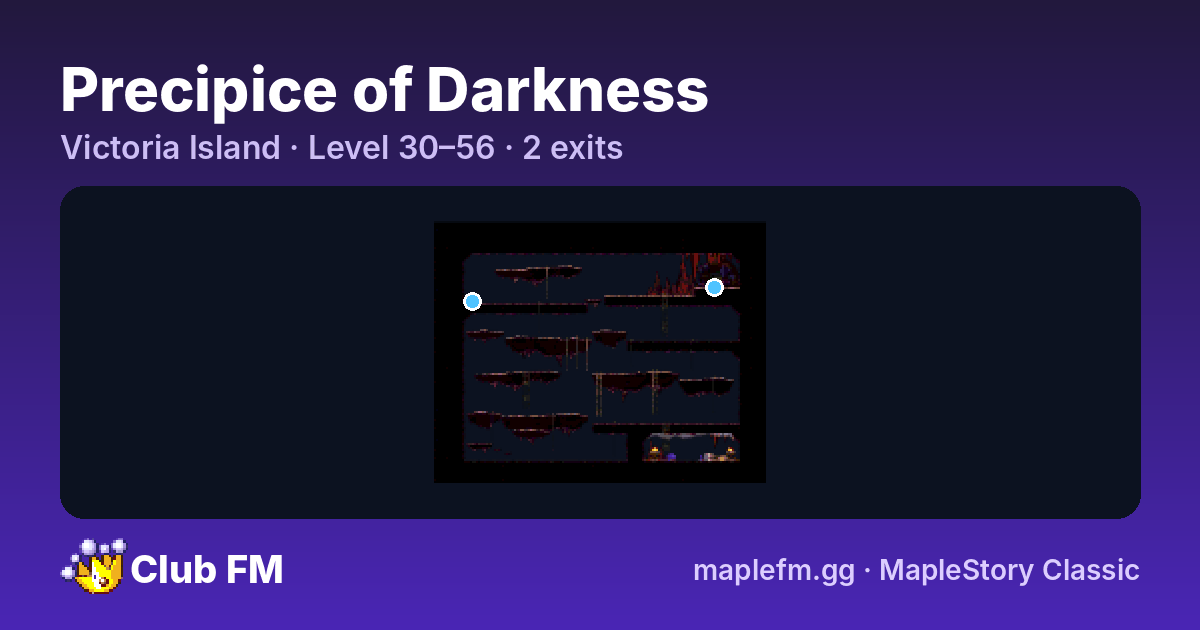 Precipice of Darkness
Victoria Island · Level 30–56 · 2 exits
Club FM
maplefm.gg · MapleStory Classic